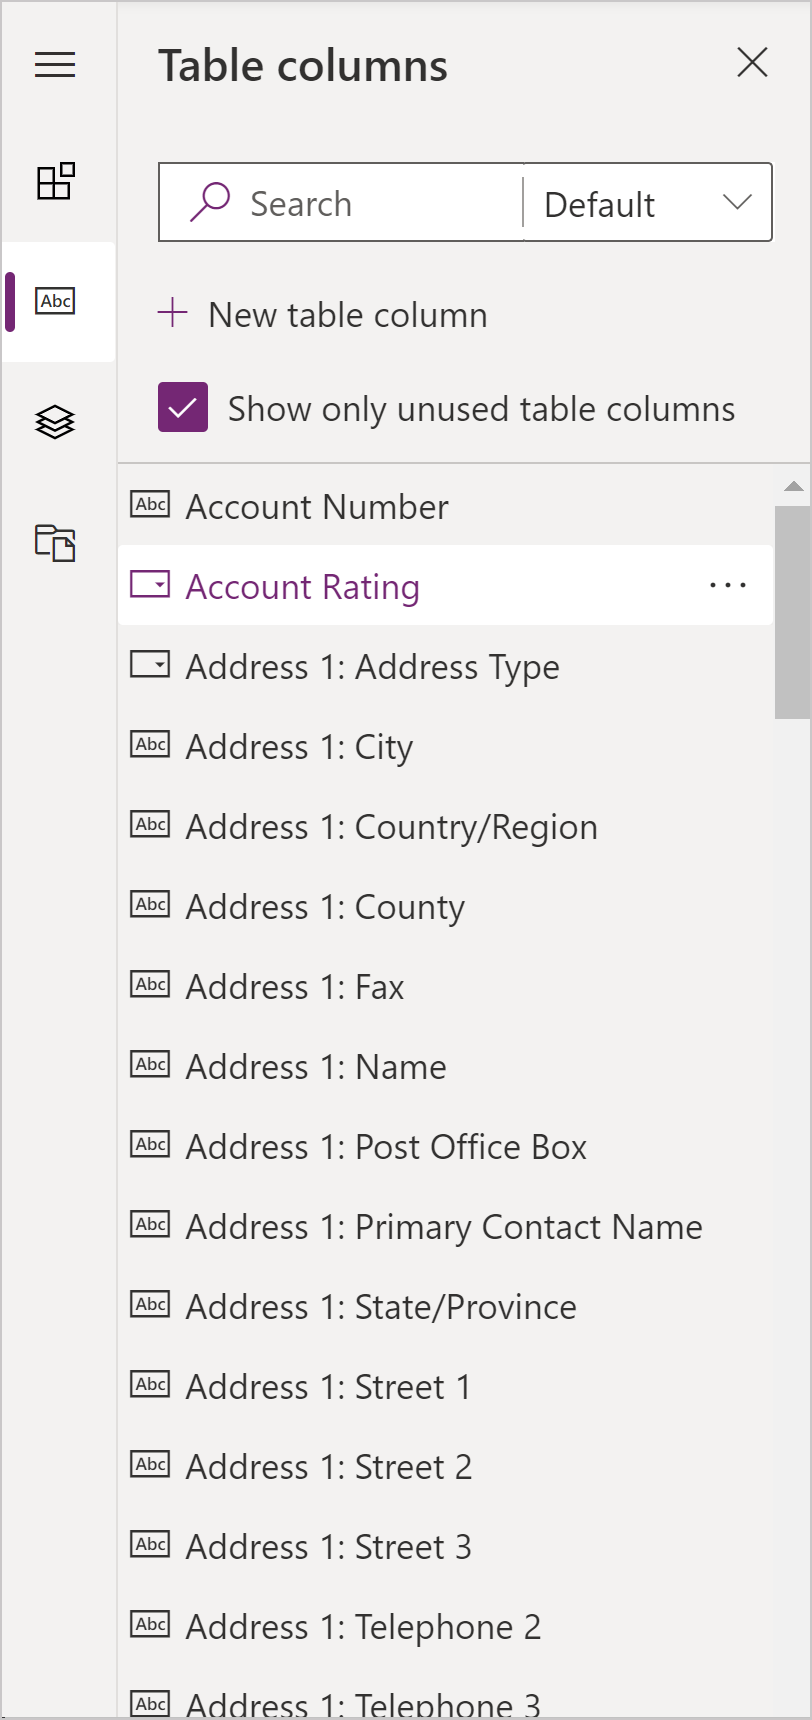 Table columns
Search
Default
New table column
Abc
Show only unused table columns
Abc Account Number
Account Rating
Address 1: Address Type
Abc Address 1: City
Abc Address 1: Country/Region
Abc Address 1: County
Abc Address 1: Fax
Abc Address 1: Name
Abc Address 1: Post Office Box
Abc Address 1: Primary Contact Name
Abc Address 1: State/Province
Abc Address 1: Street 1
Abc Address 1: Street 2
Abc Address 1: Street 3
Abc Address 1: Telephone 2
Abc Address 1: Telephone 3